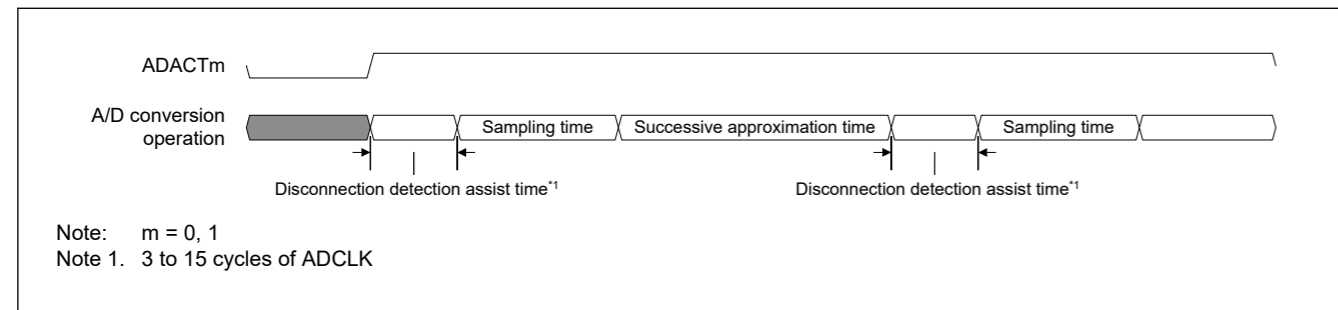 ADACTm
A/D conversion
operation
Sampling time
Successive approximation time
Sampling time
Disconnection detection assist time*1
Disconnection detection assist time*1
Note: m = 0, 1
Note 1. 3 to 15 cycles of ADCLK